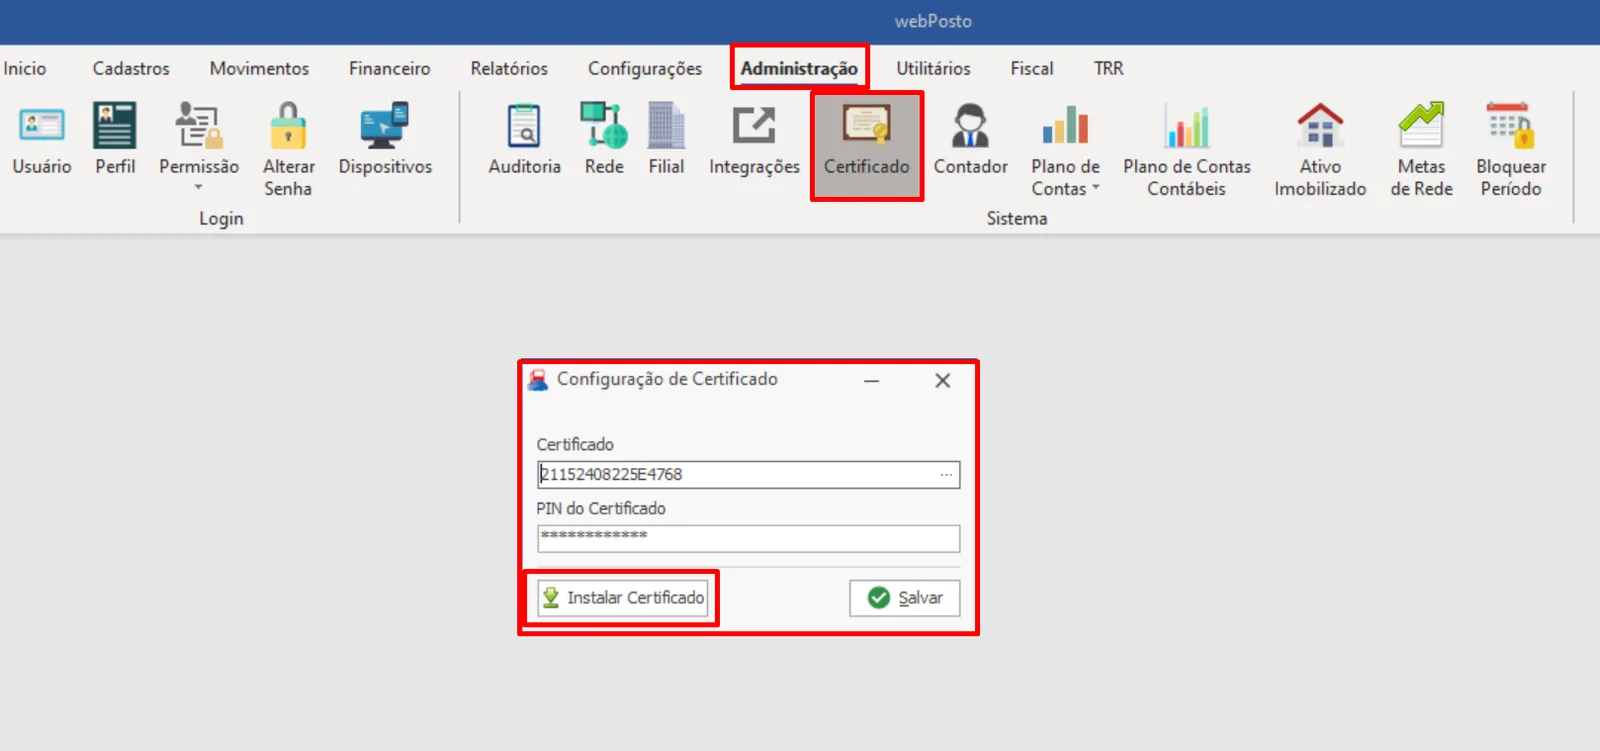 webPosto
Inicio Cadastros Movimentos Financeiro Relatórios Configurações Administração Utilitários Fiscal TRR
Usuário Perfil Permissão Alterar Senha Dispositivos Auditoria Rede Filial Integrações Certificado Contador Plano de Contas Plano de Contas Contábeis Ativo Imobilizado Metas de Rede Bloquear Período
Login Sistema
Configuração de Certificado
Certificado
21152408225E4768 ...
PIN do Certificado
************
Instalar Certificado Salvar